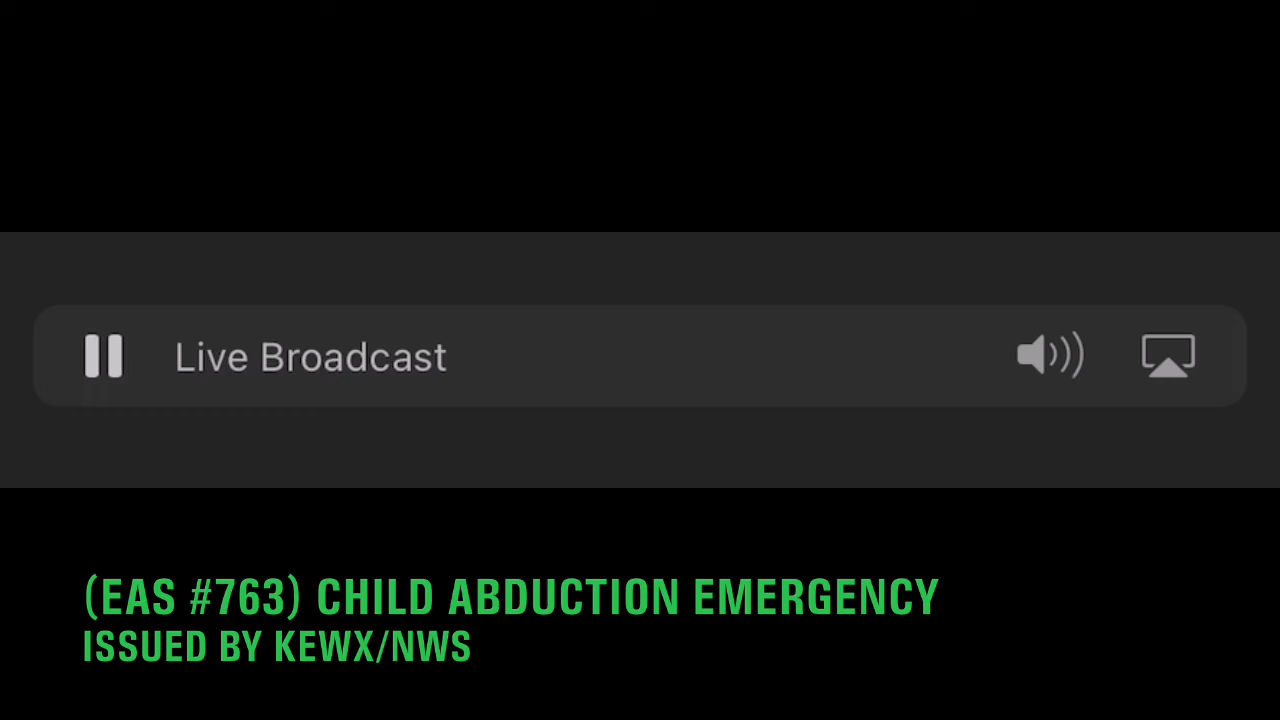 Live Broadcast
(EAS #763) CHILD ABDUCTION EMERGENCY
ISSUED BY KEWX/NWS